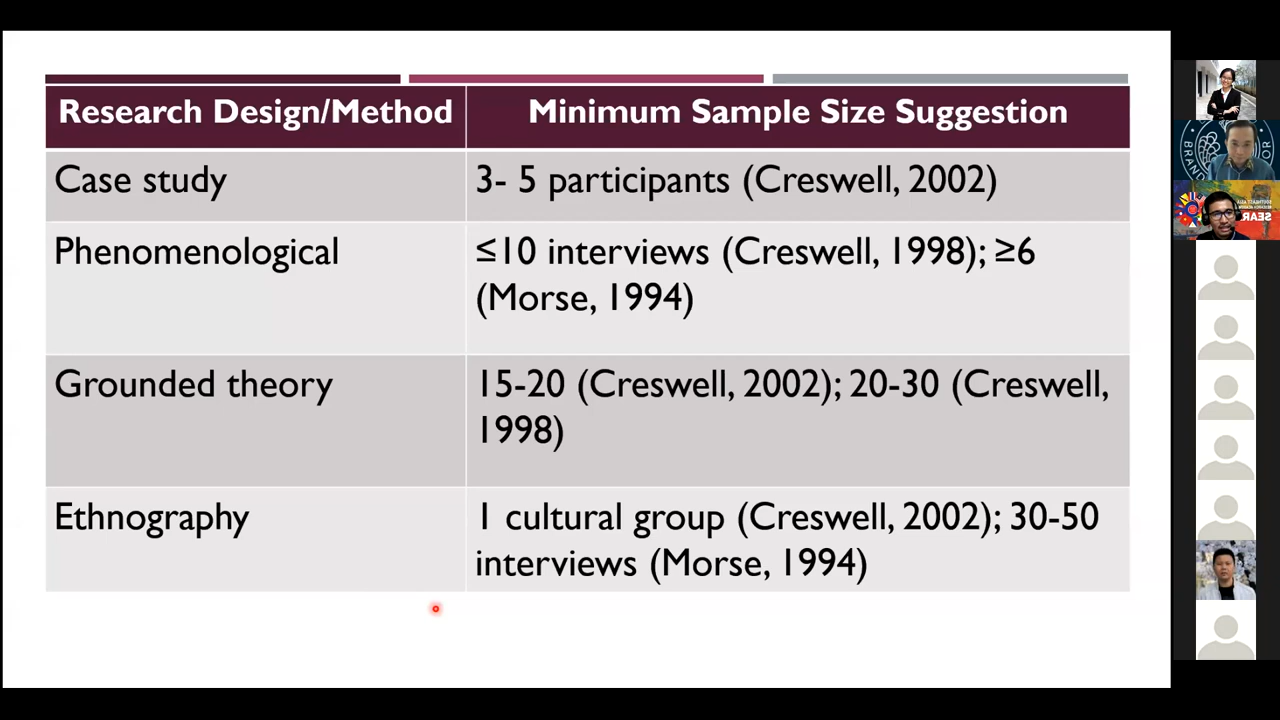 Research Design/Method
Minimum Sample Size Suggestion
Case study
3- 5 participants (Creswell, 2002)
Phenomenological
≤10 interviews (Creswell, 1998); ≥6
(Morse, 1994)
Grounded theory
15-20 (Creswell, 2002); 20-30 (Creswell,
1998)
Ethnography
1 cultural group (Creswell, 2002); 30-50
interviews (Morse, 1994)
BRAN
SEAR